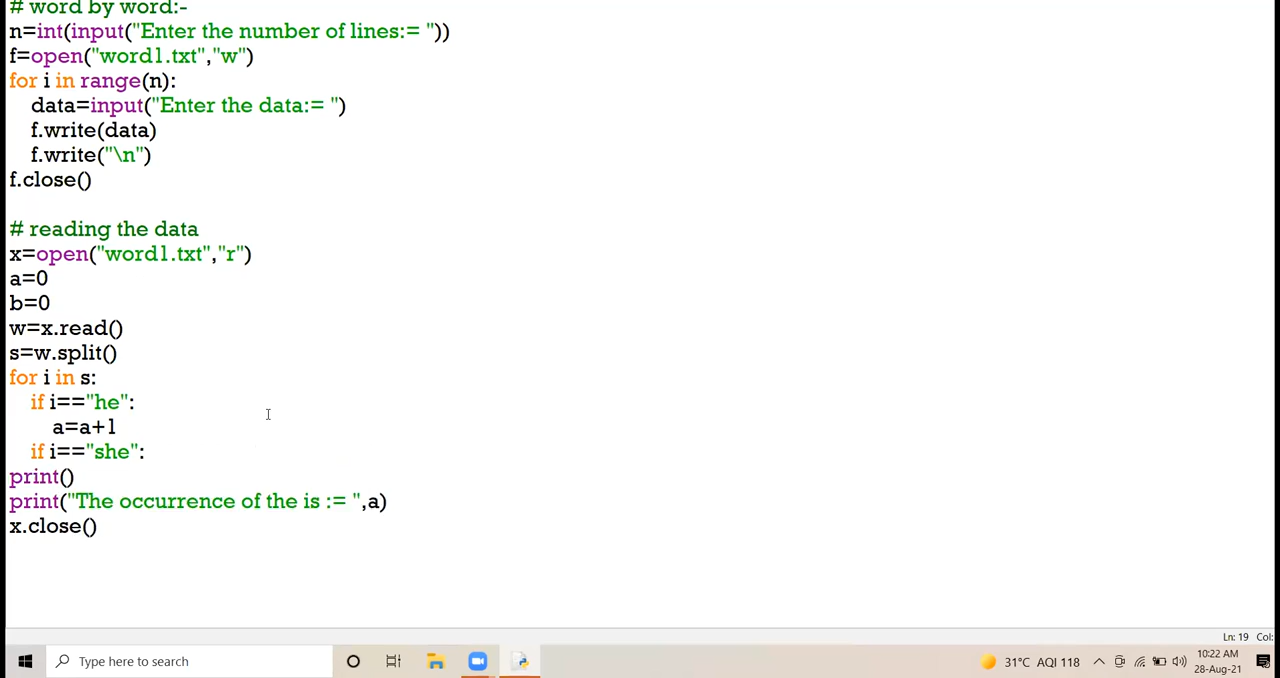 # word by word:-
n=int(input("Enter the number of lines:= "))
f=open("word1.txt","w")
for i in range(n):
    data=input("Enter the data:= ")
    f.write(data)
    f.write("\n")
f.close()
# reading the data
x=open("word1.txt","r")
a=0
b=0
w=x.read()
s=w.split()
for i in s:
    if i=="he":
        a=a+1
    if i=="she":
print()
print("The occurrence of the is := ",a)
x.close()
Ln: 19 Col:
Type here to search
31°C AQI 118
10:22 AM
28-Aug-21